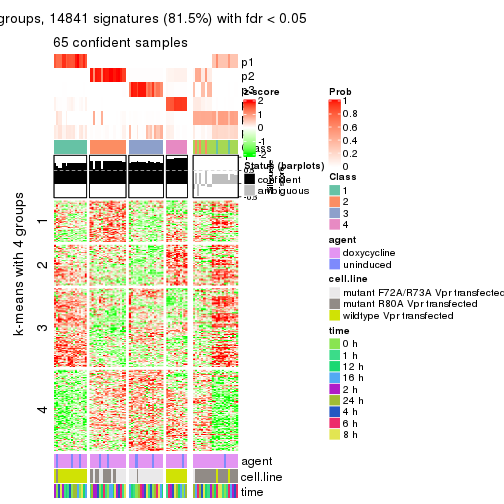 groups, 14841 signatures (81.5%) with fdr < 0.05
65 confident samples
p1
p2
z-score
2
1
0
-1
-2
Status (barplots)
confident
ambiguous
-0.5
k-means with 4 groups
1
2
3
4
agent
cell.line
time
Prob
1
0.8
0.6
0.4
0.2
0
Class
1
2
3
4
agent
doxycycline
uninduced
cell.line
mutant F72A/R73A Vpr transfected
mutant R80A Vpr transfected
wildtype Vpr transfected
time
0 h
1 h
12 h
16 h
2 h
24 h
4 h
6 h
8 h